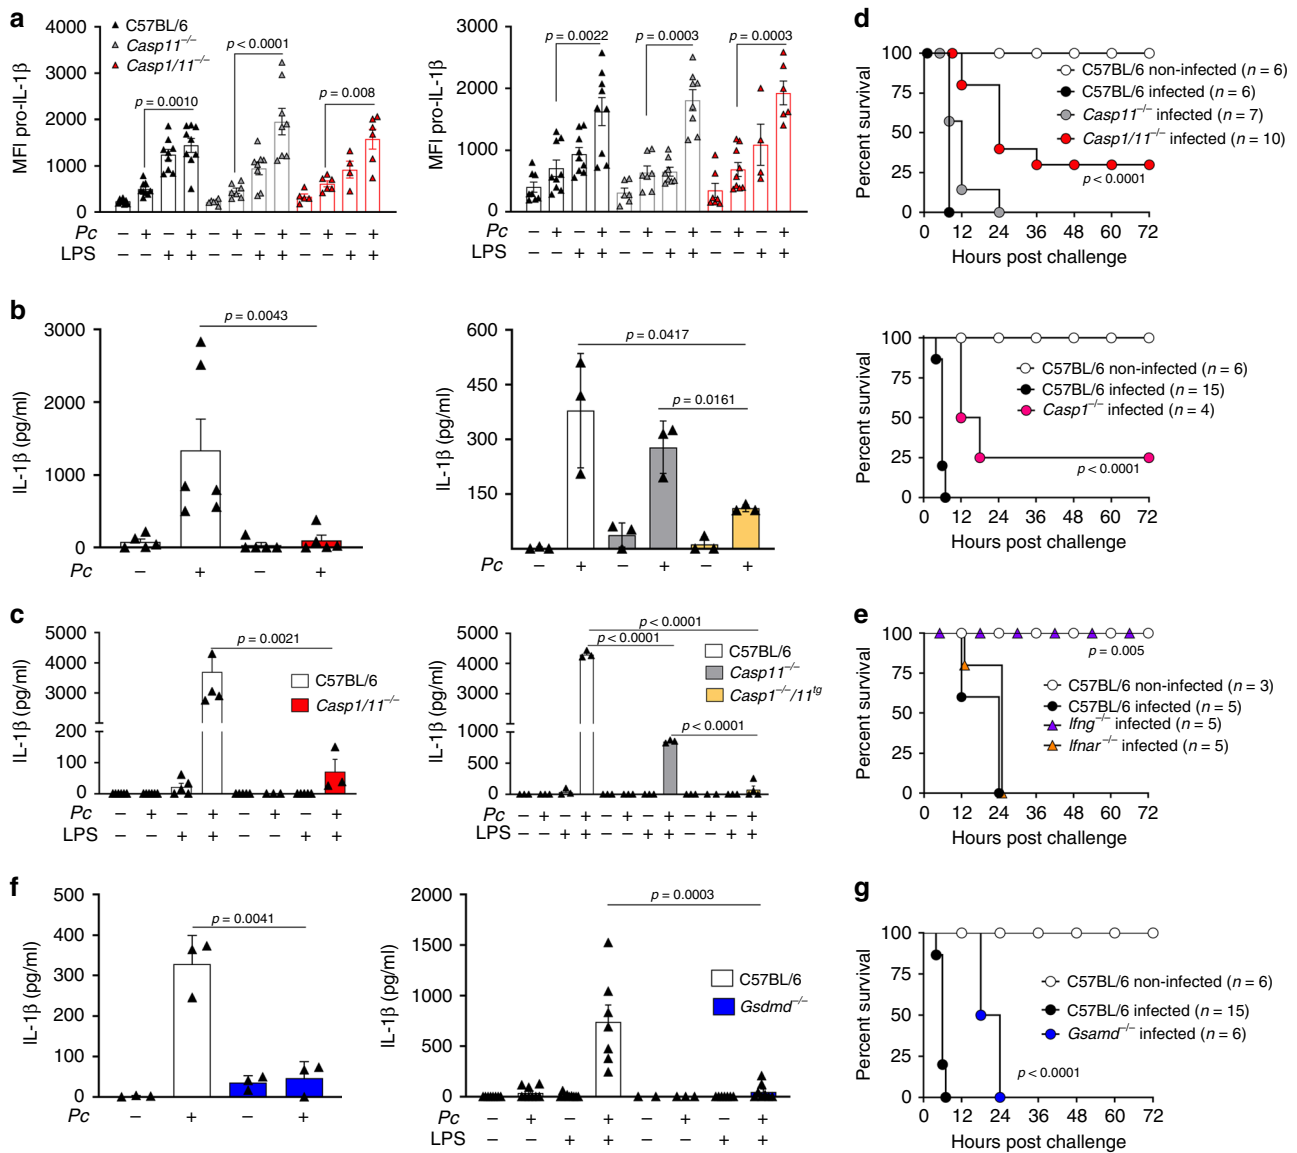 a
4000
3000
2000
1000
0
MFI pro-IL-1β
C57BL/6
Casp11–/–
Casp1/11–/–
p = 0.0010
p < 0.0001
p = 0.008
Pc – + – + – + – + – + – +
LPS – – + + – – + + – – + +
3000
2000
1000
0
MFI pro-IL-1β
p = 0.0022
p = 0.0003
p = 0.0003
Pc – + – + – + – + – + – +
LPS – – + + – – + + – – + +
d
100
50
0
Percent survival
C57BL/6 non-infected (n = 6)
C57BL/6 infected (n = 6)
Casp11–/– infected (n = 7)
Casp1/11–/– infected (n = 10)
p < 0.0001
0 12 24 36 48 60 72
Hours post challenge
b
3000
2000
1000
0
IL-1β (pg/ml)
p = 0.0043
Pc – + – +
600
450
300
150
IL-1β (pg/ml)
p = 0.0417
p = 0.0161
Pc – + – + – +
100
75
50
25
0
Percent survival
C57BL/6 non-infected (n = 6)
C57BL/6 infected (n = 15)
Casp1–/– infected (n = 4)
p < 0.0001
0 12 24 36 48 60 72
Hours post challenge
c
5000
4000
3000
200
100
0
IL-1β (pg/ml)
p = 0.0021
C57BL/6
Casp1/11–/–
Pc – + – + – + – +
LPS – – + + – – + +
5000
4000
3000
1000
500
0
IL-1β (pg/ml)
p < 0.0001
p < 0.0001
C57BL/6
Casp11–/–
Casp1–/–/11tg
p < 0.0001
Pc – + – + – + – + – + – +
LPS – – + + – – + + – – + +
e
100
75
50
25
0
Percent survival
p = 0.005
C57BL/6 non-infected (n = 3)
C57BL/6 infected (n = 5)
Ifng–/– infected (n = 5)
Ifnar–/– infected (n = 5)
0 12 24 36 48 60 72
Hours post challenge
f
500
400
300
200
100
0
IL-1β (pg/ml)
p = 0.0041
Pc – + – +
2000
1500
1000
500
0
IL-1β (pg/ml)
p = 0.0003
C57BL/6
Gsdmd–/–
Pc – + – + – + – +
LPS – – + + – – + +
g
100
75
50
25
0
Percent survival
C57BL/6 non-infected (n = 6)
C57BL/6 infected (n = 15)
Gsamd–/– infected (n = 6)
p < 0.0001
0 12 24 36 48 60 72
Hours post challenge